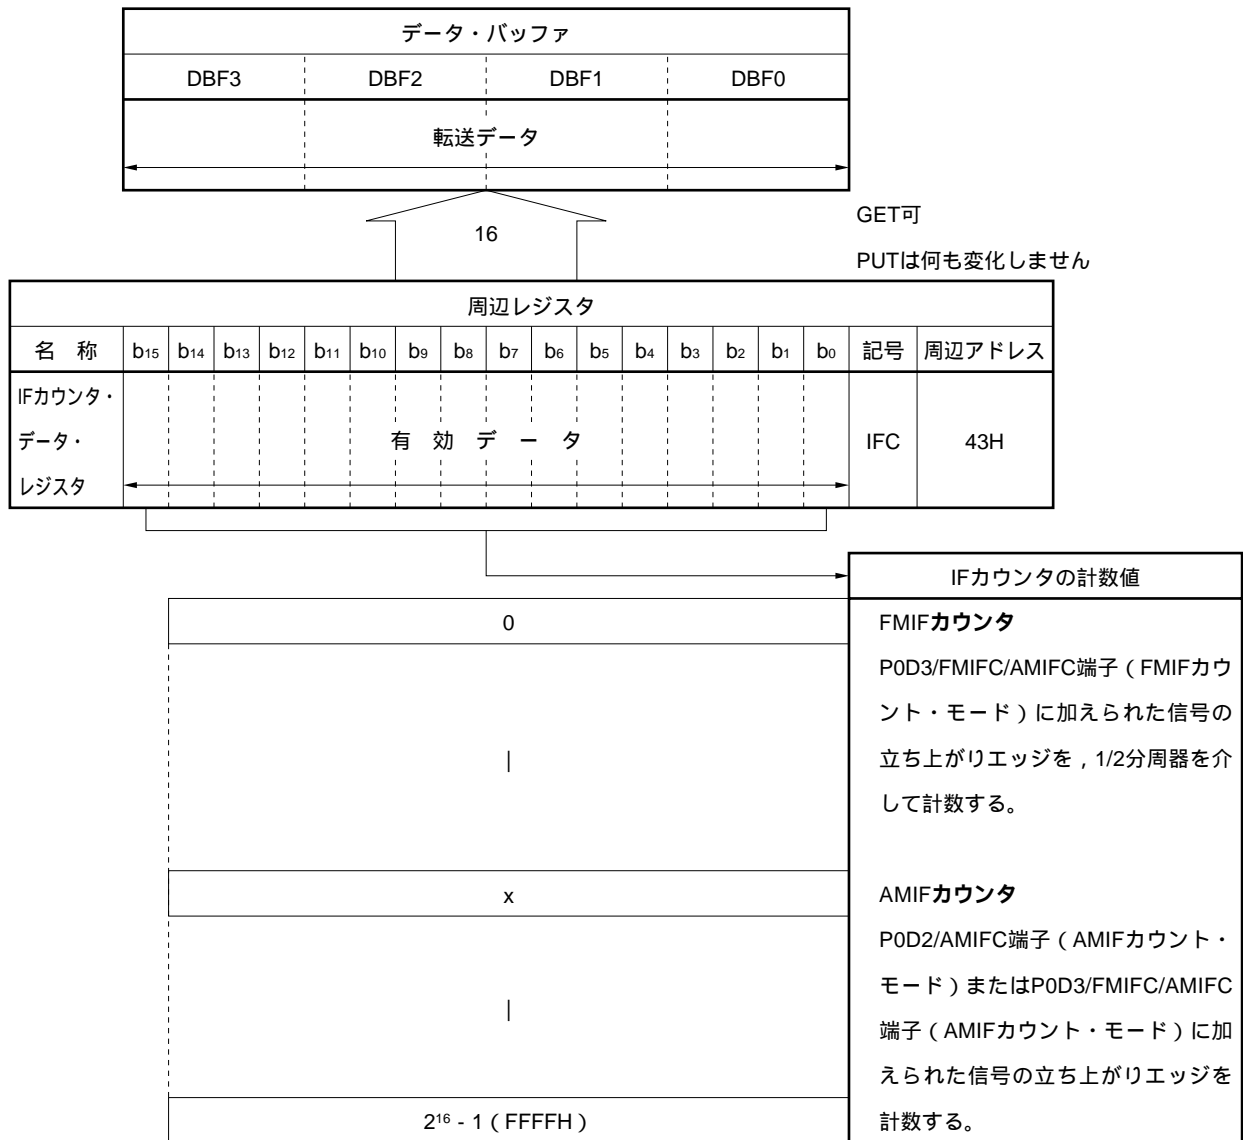 データ・バッファ
DBF3 DBF2 DBF1 DBF0
転送データ
16
GET可
PUTは何も変化しません
周辺レジスタ
名 称 b15 b14 b13 b12 b11 b10 b9 b8 b7 b6 b5 b4 b3 b2 b1 b0 記号 周辺アドレス
IFカウンタ・
データ・
レジスタ
有 効 デ ー タ
IFC 43H
IFカウンタの計数値
0
|
x
|
2¹⁶ - 1（FFFFH）
FMIFカウンタ
P0D3/FMIFC/AMIFC端子（FMIFカウ
ント・モード）に加えられた信号の
立ち上がりエッジを，1/2分周器を介
して計数する。
AMIFカウンタ
P0D2/AMIFC端子（AMIFカウント・
モード）またはP0D3/FMIFC/AMIFC
端子（AMIFカウント・モード）に加
えられた信号の立ち上がりエッジを
計数する。